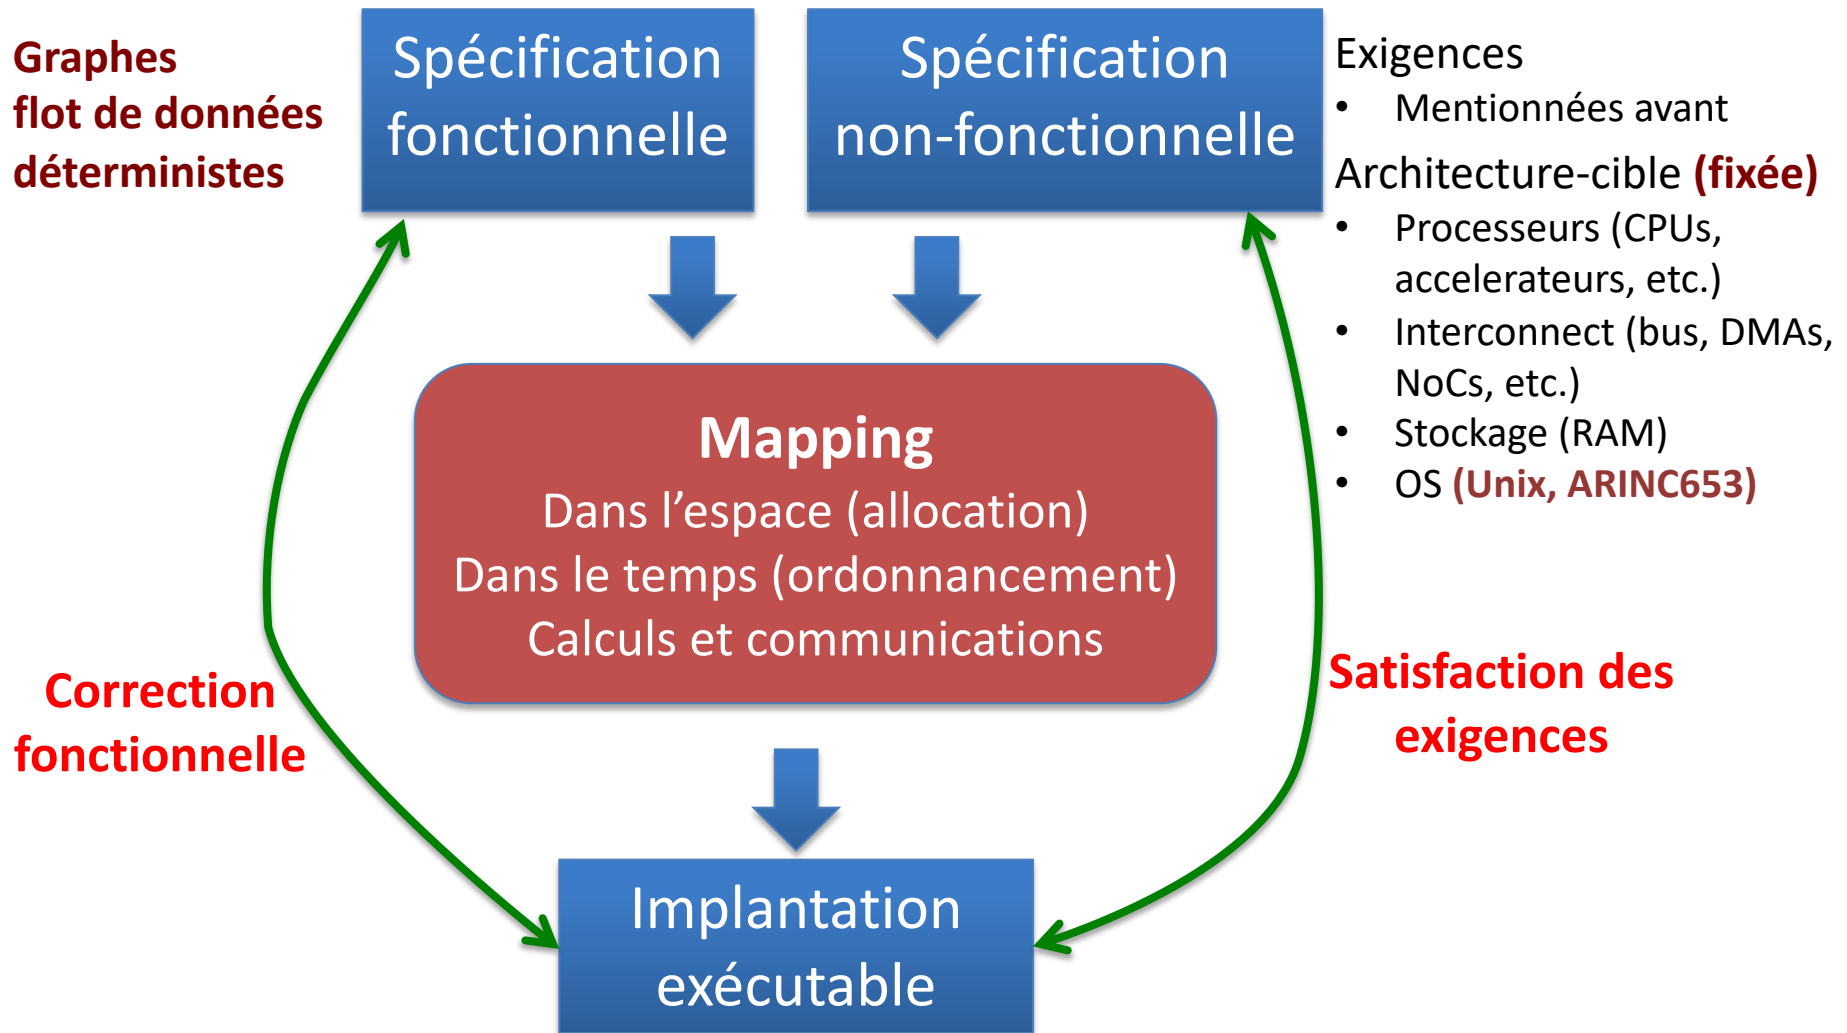 Graphes
flot de données
déterministes
Spécification
fonctionnelle
Spécification
non-fonctionnelle
Exigences
• Mentionnées avant
Architecture-cible (fixée)
• Processeurs (CPUs,
accelerateurs, etc.)
• Interconnect (bus, DMAs,
NoCs, etc.)
• Stockage (RAM)
• OS (Unix, ARINC653)
Mapping
Dans l’espace (allocation)
Dans le temps (ordonnancement)
Calculs et communications
Correction
fonctionnelle
Satisfaction des
exigences
Implantation
exécutable